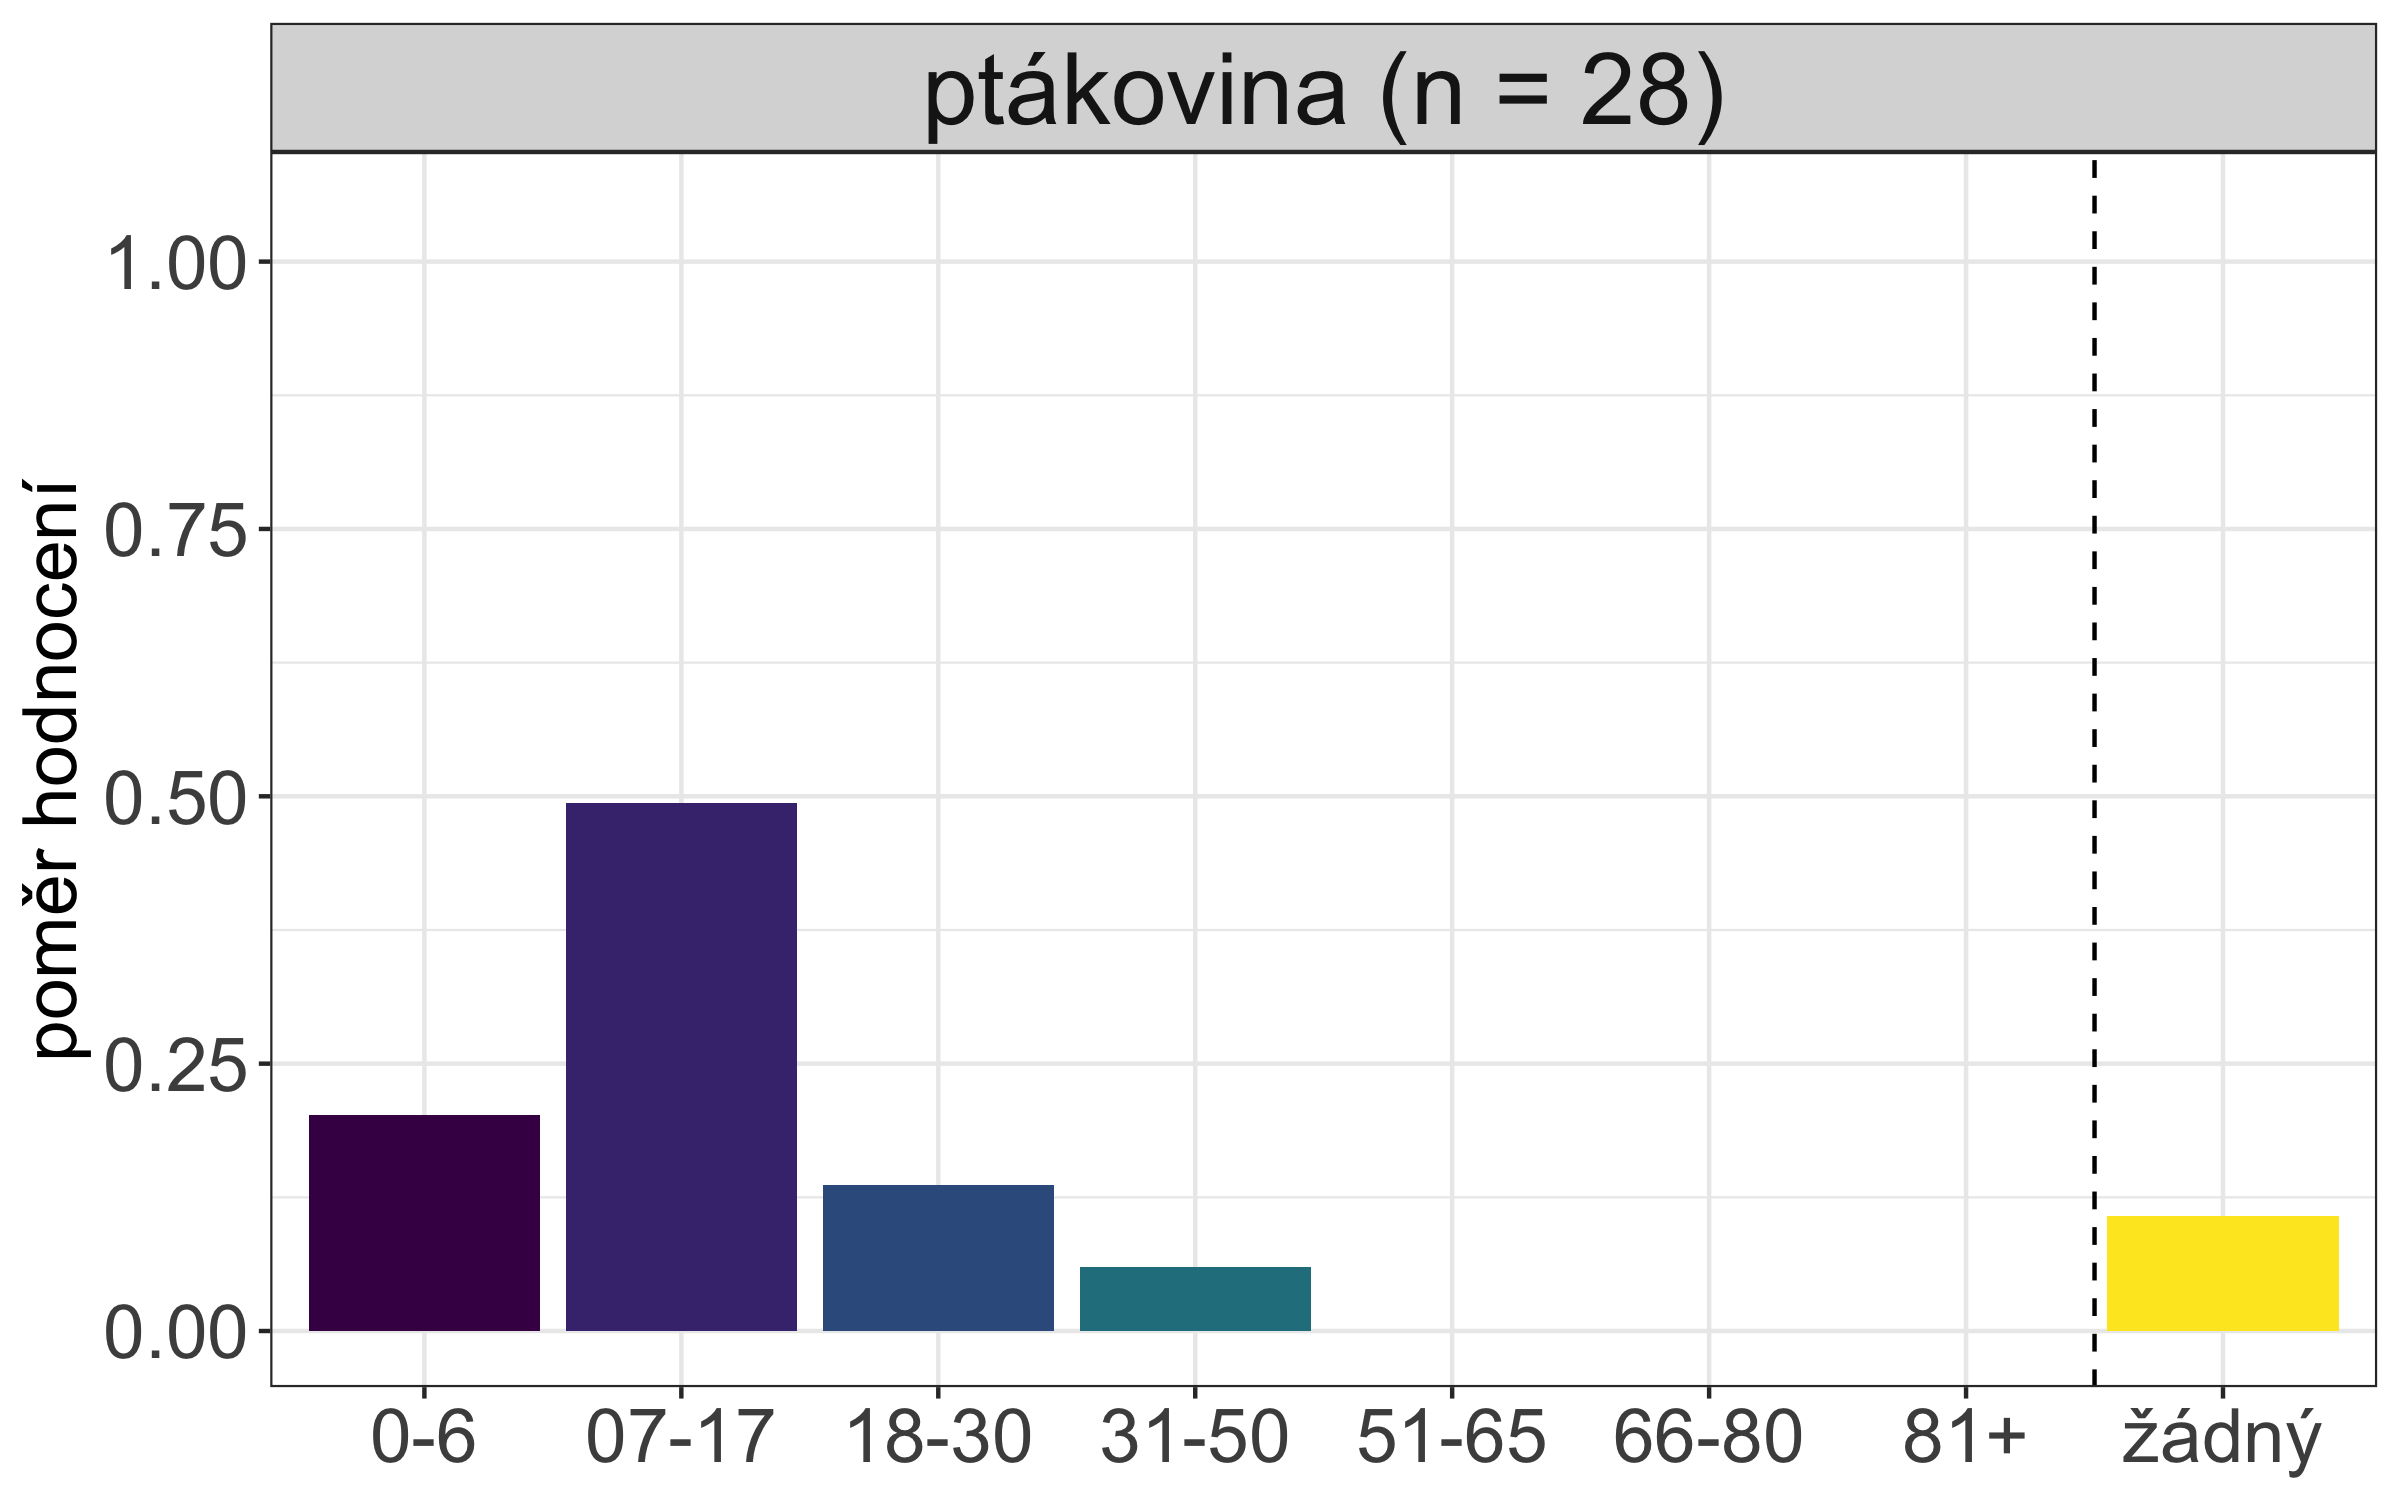 ptákovina (n = 28)
poměr hodnocení
1.00
0.75
0.50
0.25
0.00
0-6 07-17 18-30 31-50 51-65 66-80 81+ žádný